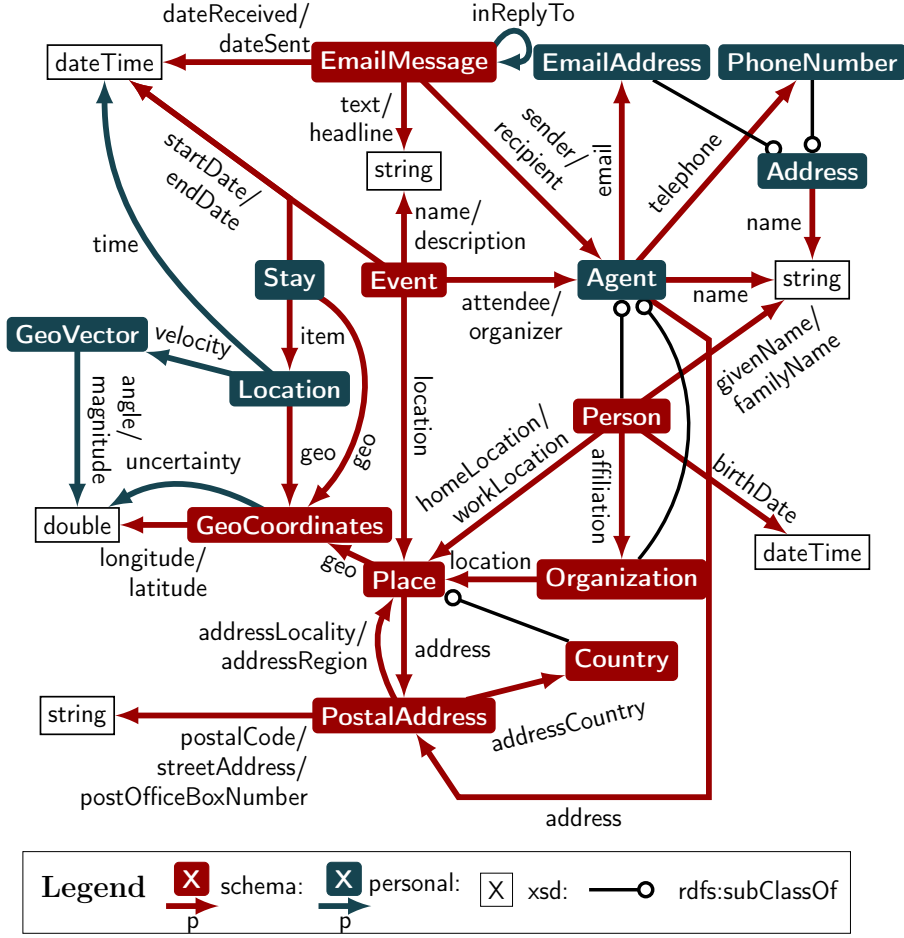 dateReceived/
dateSent
inReplyTo
dateTime
EmailMessage
EmailAddress
PhoneNumber
text/
headline
sender/
recipient
email
telephone
string
Address
startDate/
endDate
name/
description
name
time
Stay
Event
attendee/
organizer
Agent
name
string
GeoVector
velocity
item
Location
location
givenName/
familyName
angle/
magnitude
Person
uncertainty
geo
geo
homeLocation/
workLocation
affiliation
birthDate
double
GeoCoordinates
dateTime
longitude/
latitude
geo
Place
location
Organization
addressLocality/
addressRegion
address
Country
string
PostalAddress
addressCountry
postalCode/
streetAddress/
postOfficeBoxNumber
address
Legend
X schema:
p
X personal:
p
X xsd:
rdfs:subClassOf